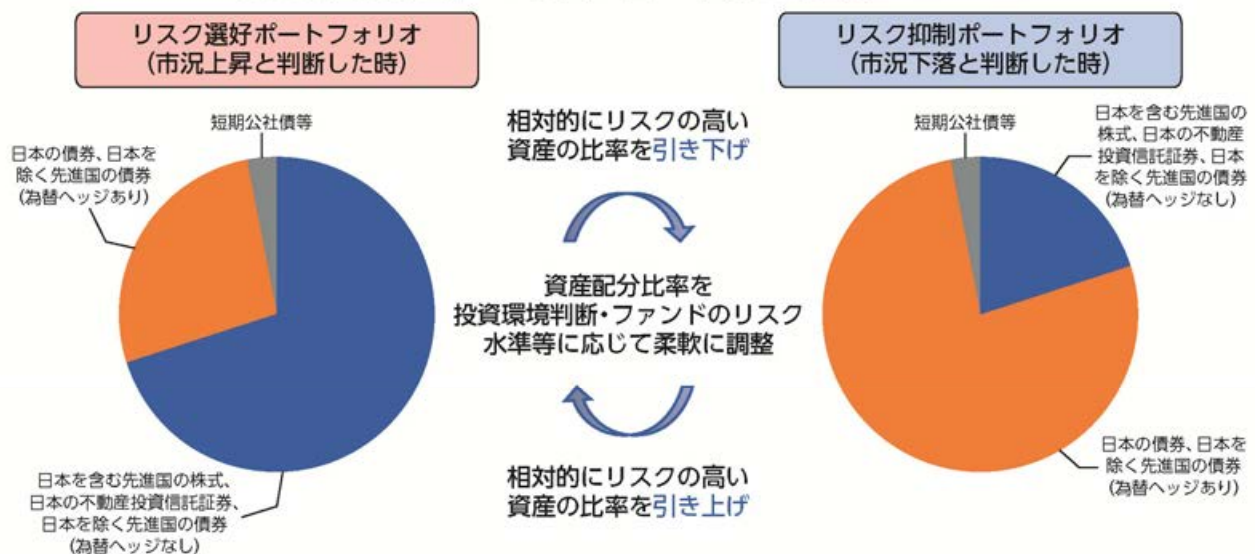 リスク選好ポートフォリオ
(市況上昇と判断した時)
リスク抑制ポートフォリオ
(市況下落と判断した時)
短期公社債等
日本の債券、日本を
除く先進国の債券
(為替ヘッジあり)
日本を含む先進国の株式、
日本の不動産投資信託証券、
日本を除く先進国の債券
(為替ヘッジなし)
相対的にリスクの高い
資産の比率を引き下げ
資産配分比率を
投資環境判断・ファンドのリスク
水準等に応じて柔軟に調整
相対的にリスクの高い
資産の比率を引き上げ
短期公社債等
日本を含む先進国の
株式、日本の不動産
投資信託証券、日本
を除く先進国の債券
(為替ヘッジなし)
日本の債券、日本を
除く先進国の債券
(為替ヘッジあり)